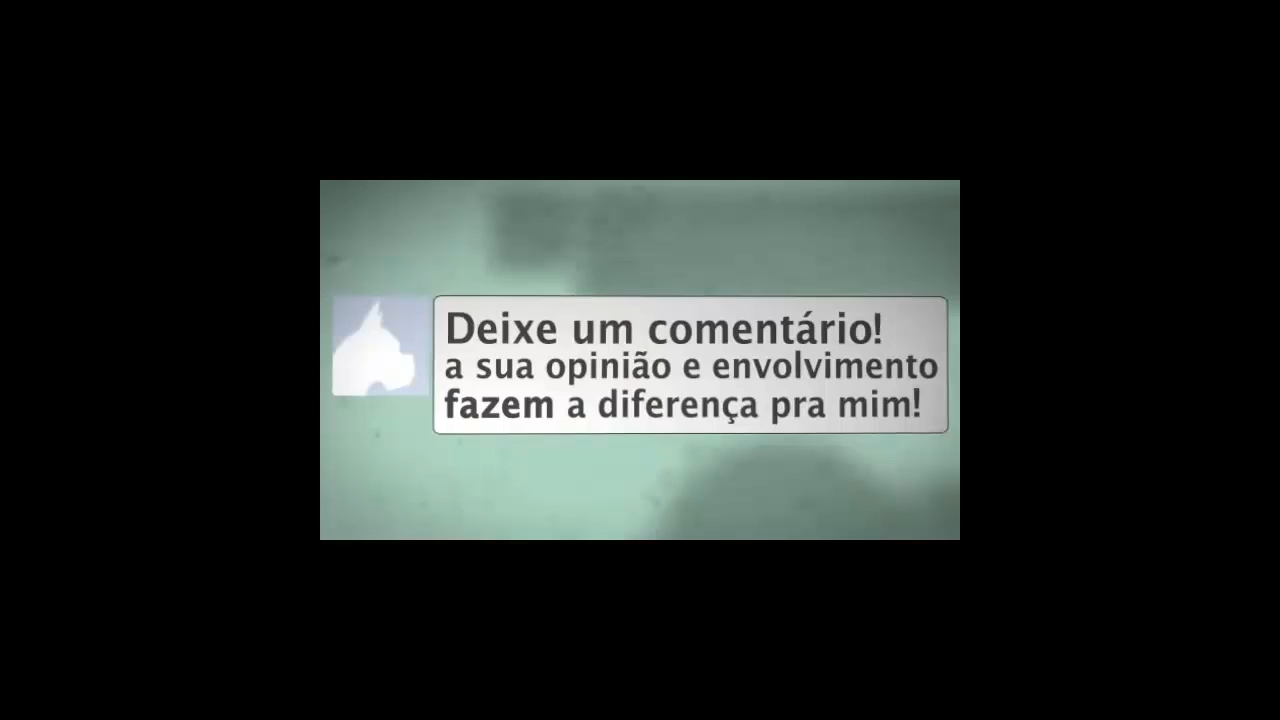 Deixe um comentário!
a sua opinião e envolvimento
fazem a diferença pra mim!